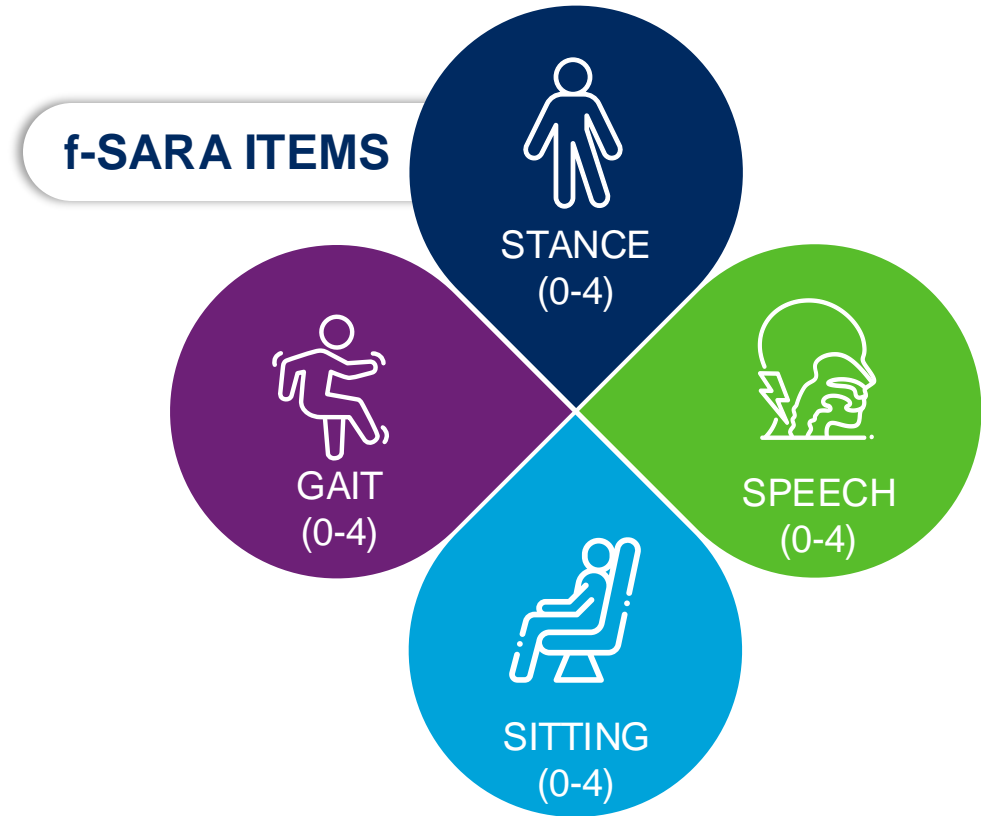 f-SARA ITEMS
STANCE
(0-4)
GAIT
(0-4)
SPEECH
(0-4)
SITTING
(0-4)